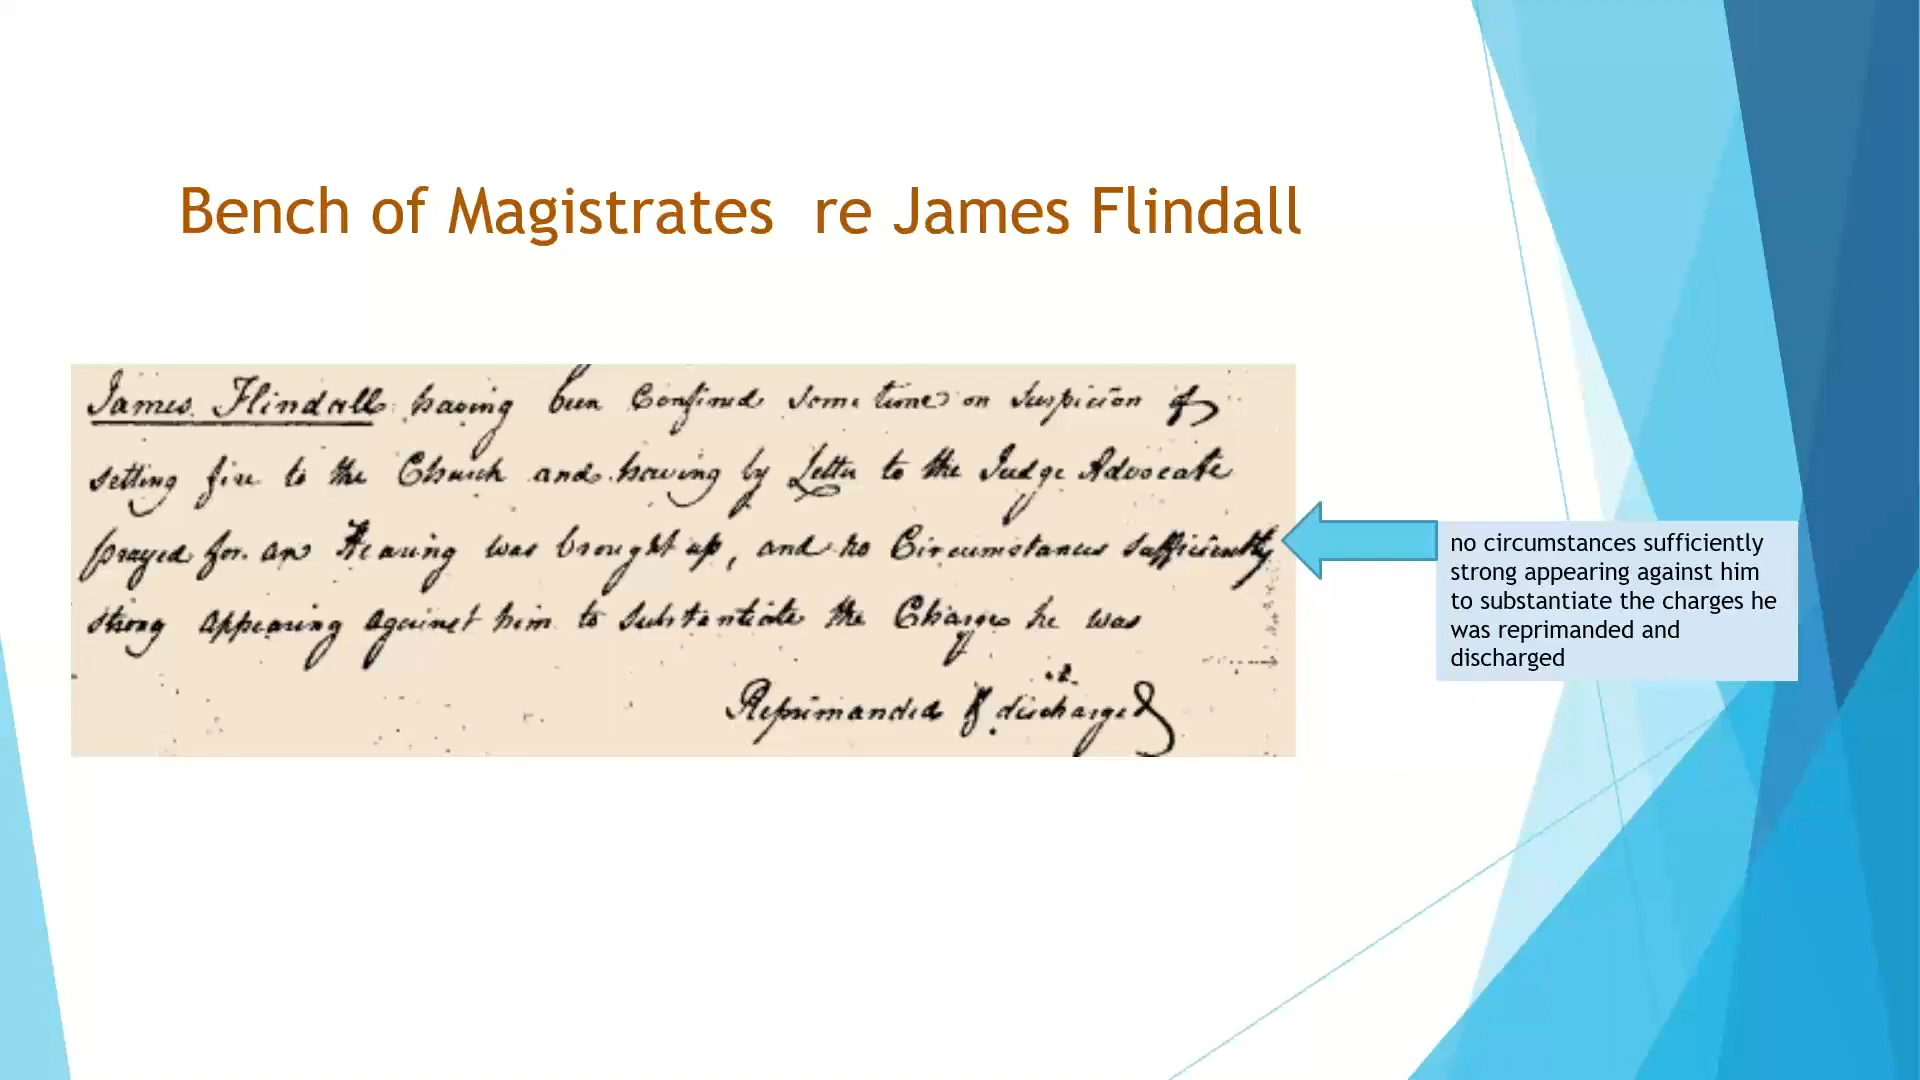 Bench of Magistrates  re James Flindall
James Flindall having been Confined some time on Suspicion of
setting fire to the Church and having by Letter to the Judge Advocate
prayed for an Hearing was brought up, and no Circumstances sufficiently
strong appearing against him to substantiate the Charges he was
Reprimanded & discharged
no circumstances sufficiently
strong appearing against him
to substantiate the charges he
was reprimanded and
discharged